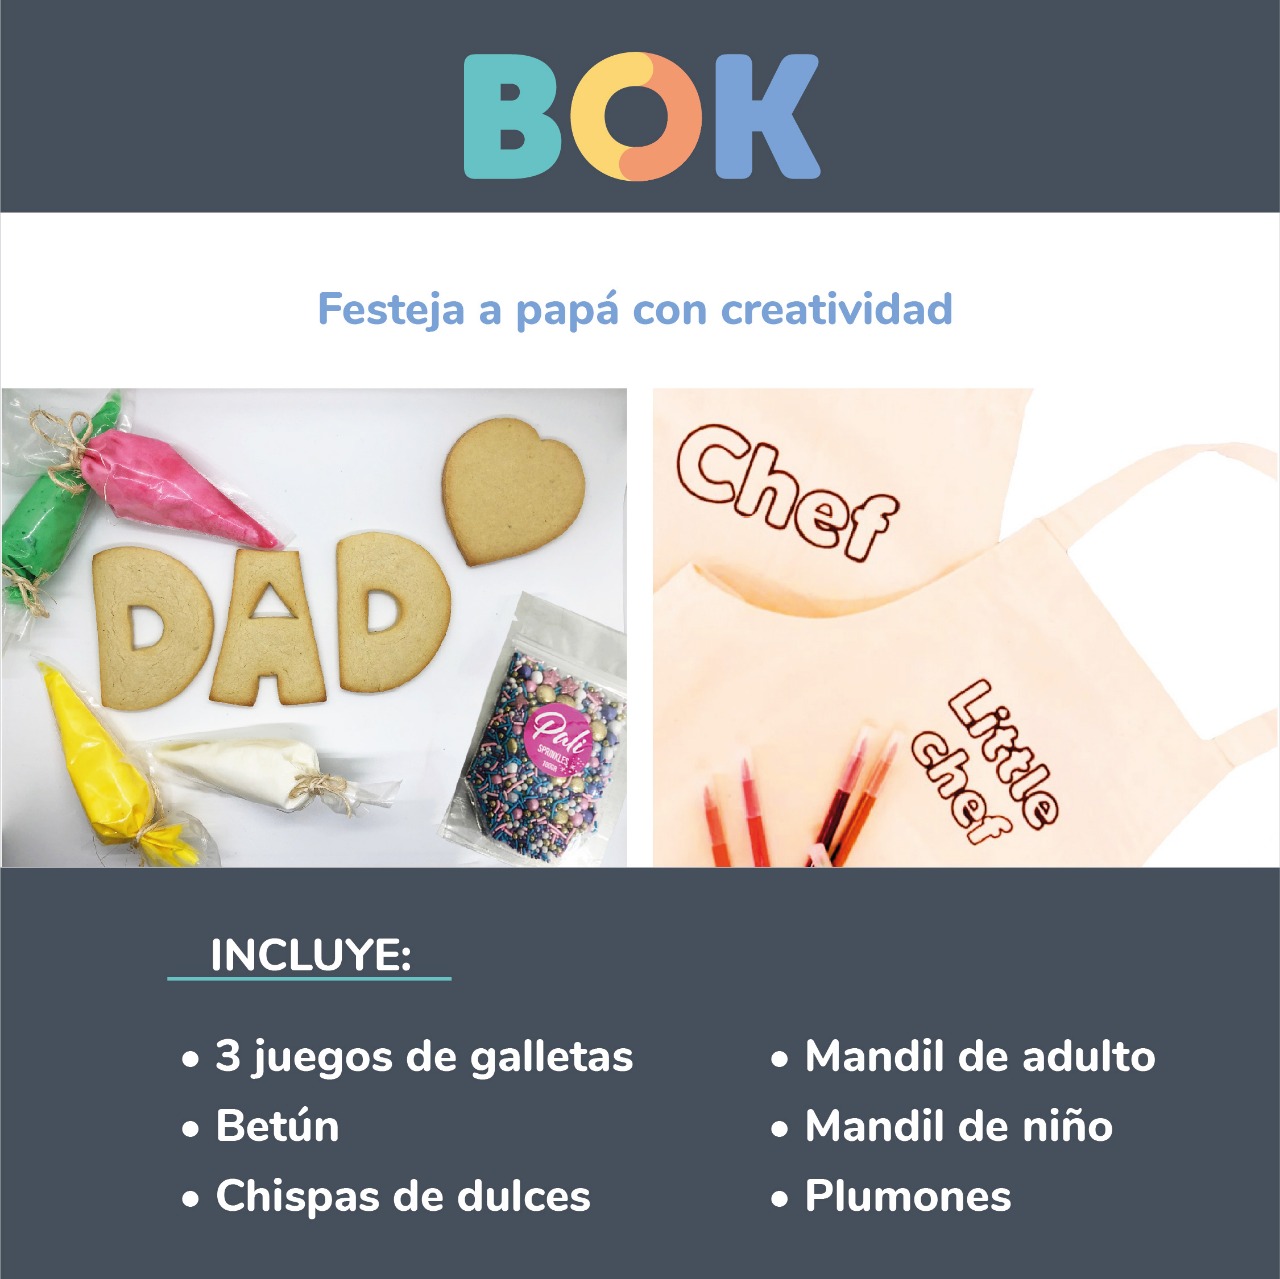 BOK
Festeja a papá con creatividad
DAD
Pali
SPRINKLES
Chef
Little
chef
INCLUYE:
• 3 juegos de galletas
• Betún
• Chispas de dulces
• Mandil de adulto
• Mandil de niño
• Plumones